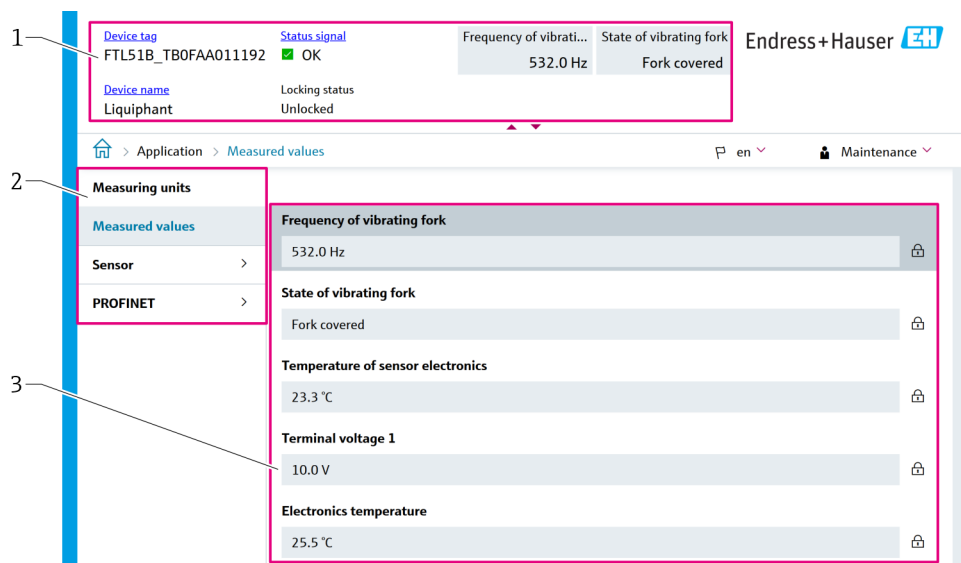 1
Device tag
FTL51B_TB0FAA011192
Status signal
OK
Frequency of vibrati...
532.0 Hz
State of vibrating fork
Fork covered
Endress+Hauser EH
Device name
Liquiphant
Locking status
Unlocked
> Application > Measured values
en
Maintenance
2
Measuring units
Measured values
Sensor >
PROFINET >
Frequency of vibrating fork
532.0 Hz
State of vibrating fork
Fork covered
Temperature of sensor electronics
23.3 °C
3
Terminal voltage 1
10.0 V
Electronics temperature
25.5 °C